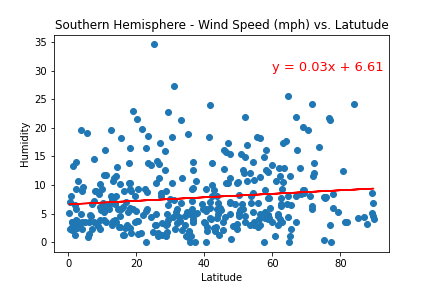 Southern Hemisphere - Wind Speed (mph) vs. Latutude
35
y = 0.03x + 6.61
30
25
20
15
10
5
0
Humidity
0 20 40 60 80
Latitude